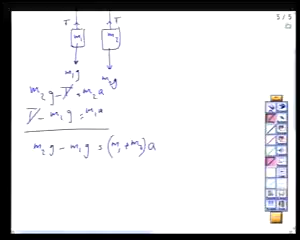 5 / 5
T T
m₁ m₂
m₁g m₂g
m₂g - T = m₂a
T - m₁g = m₁a
m₂g - m₁g = (m₁ + m₂)a